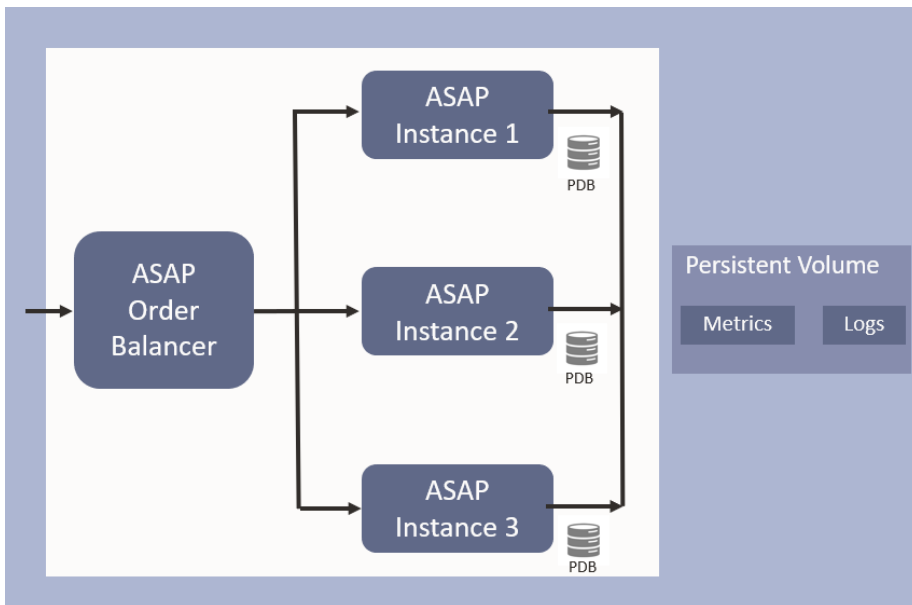 ASAP
Order
Balancer
ASAP
Instance 1
PDB
ASAP
Instance 2
PDB
ASAP
Instance 3
PDB
Persistent Volume
Metrics
Logs